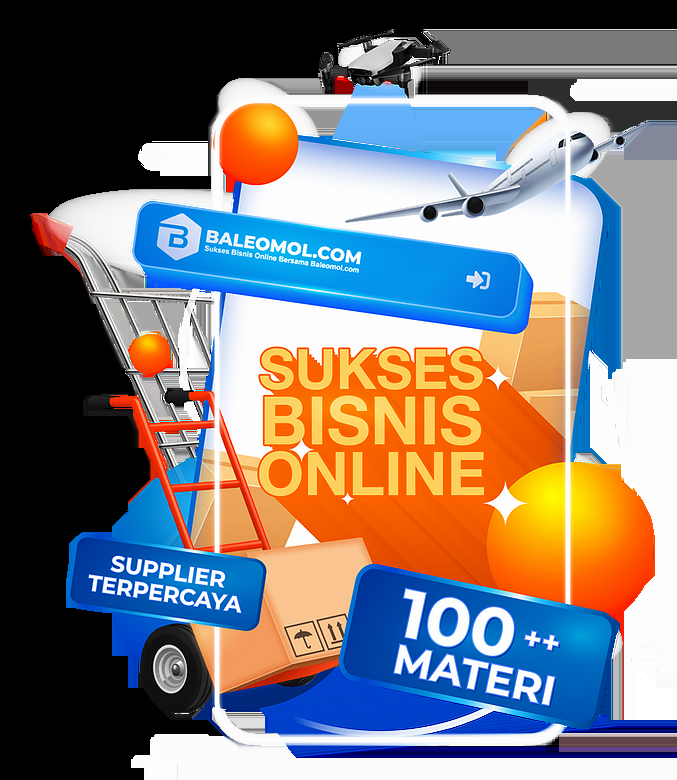 BALEOMOL.COM
Sukses Bisnis Online Bersama Baleomol.com
SUKSES
BISNIS
ONLINE
SUPPLIER
TERPERCAYA
100++
MATERI